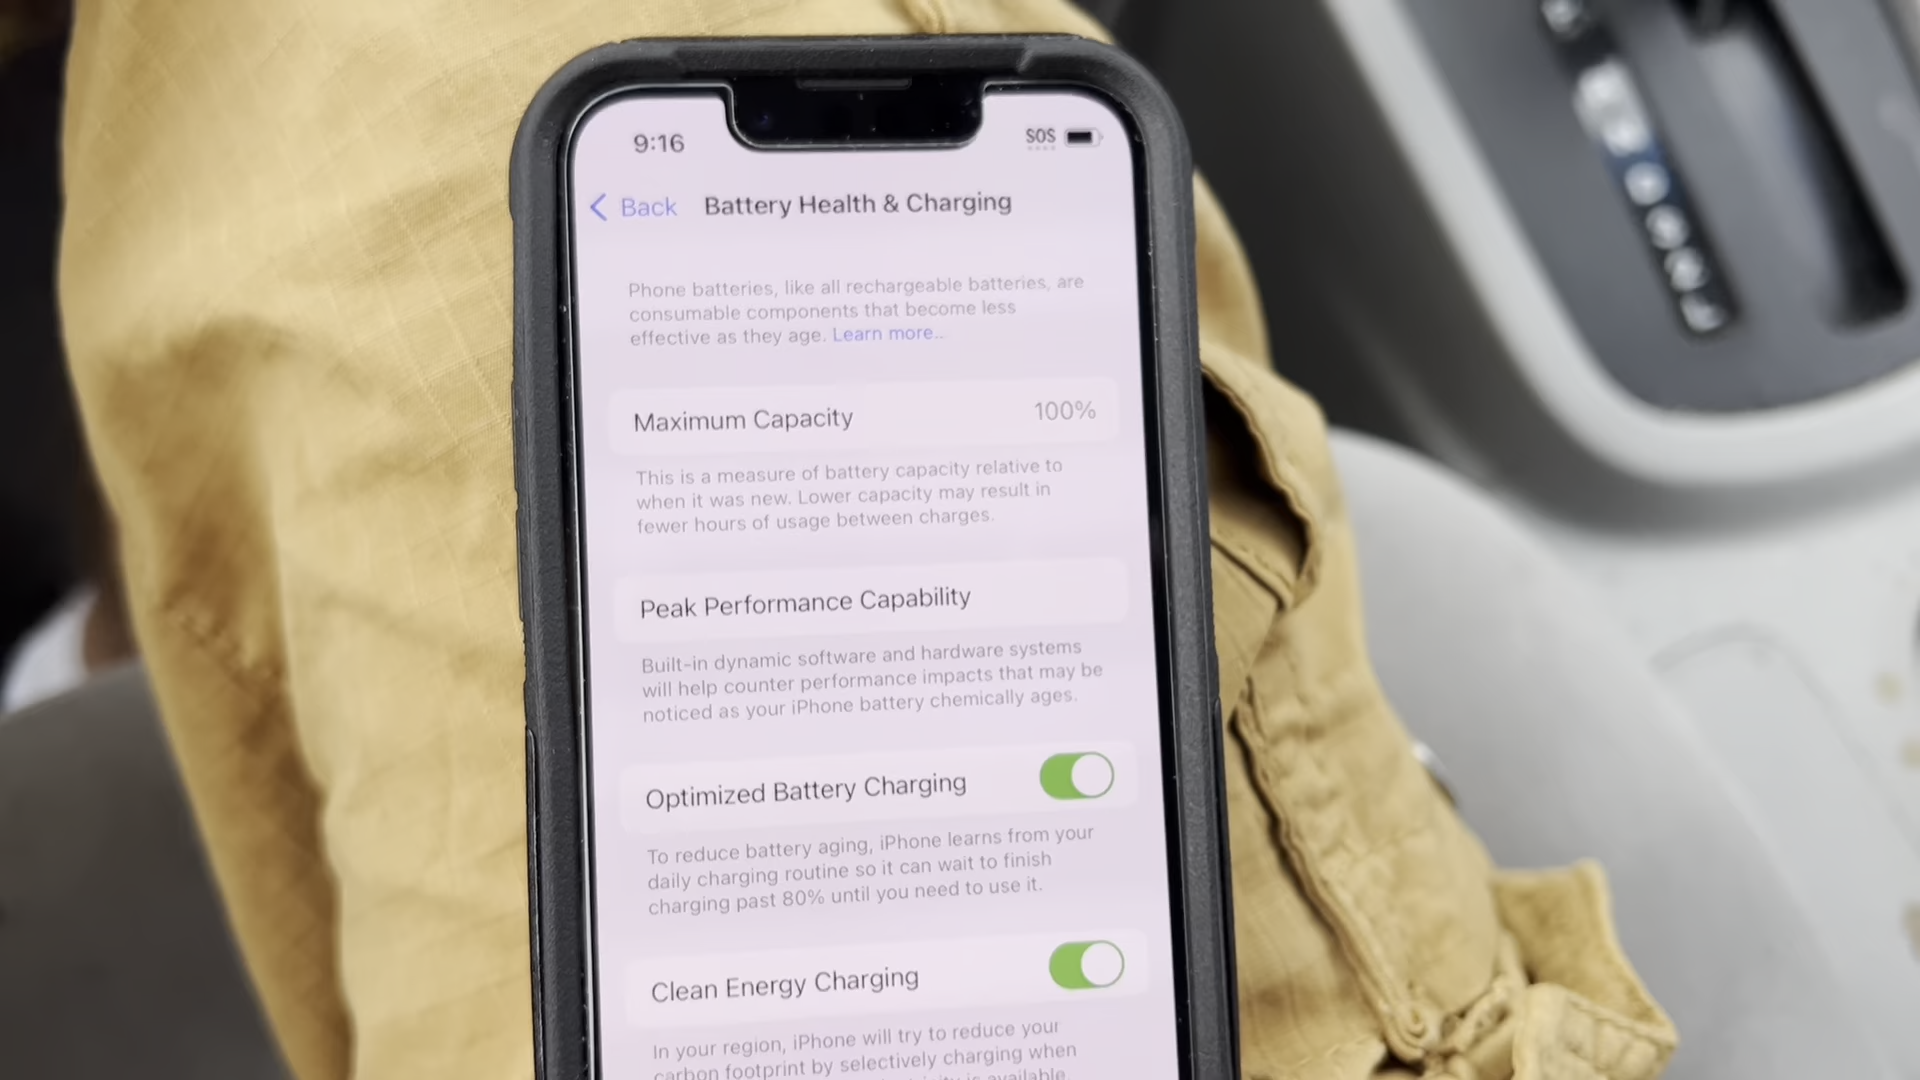 9:16
SOS
Back
Battery Health & Charging
Phone batteries, like all rechargeable batteries, are
consumable components that become less
effective as they age. Learn more..
Maximum Capacity 100%
This is a measure of battery capacity relative to
when it was new. Lower capacity may result in
fewer hours of usage between charges.
Peak Performance Capability
Built-in dynamic software and hardware systems
will help counter performance impacts that may be
noticed as your iPhone battery chemically ages.
Optimized Battery Charging
To reduce battery aging, iPhone learns from your
daily charging routine so it can wait to finish
charging past 80% until you need to use it.
Clean Energy Charging
In your region, iPhone will try to reduce your
carbon footprint by selectively charging when
is available.